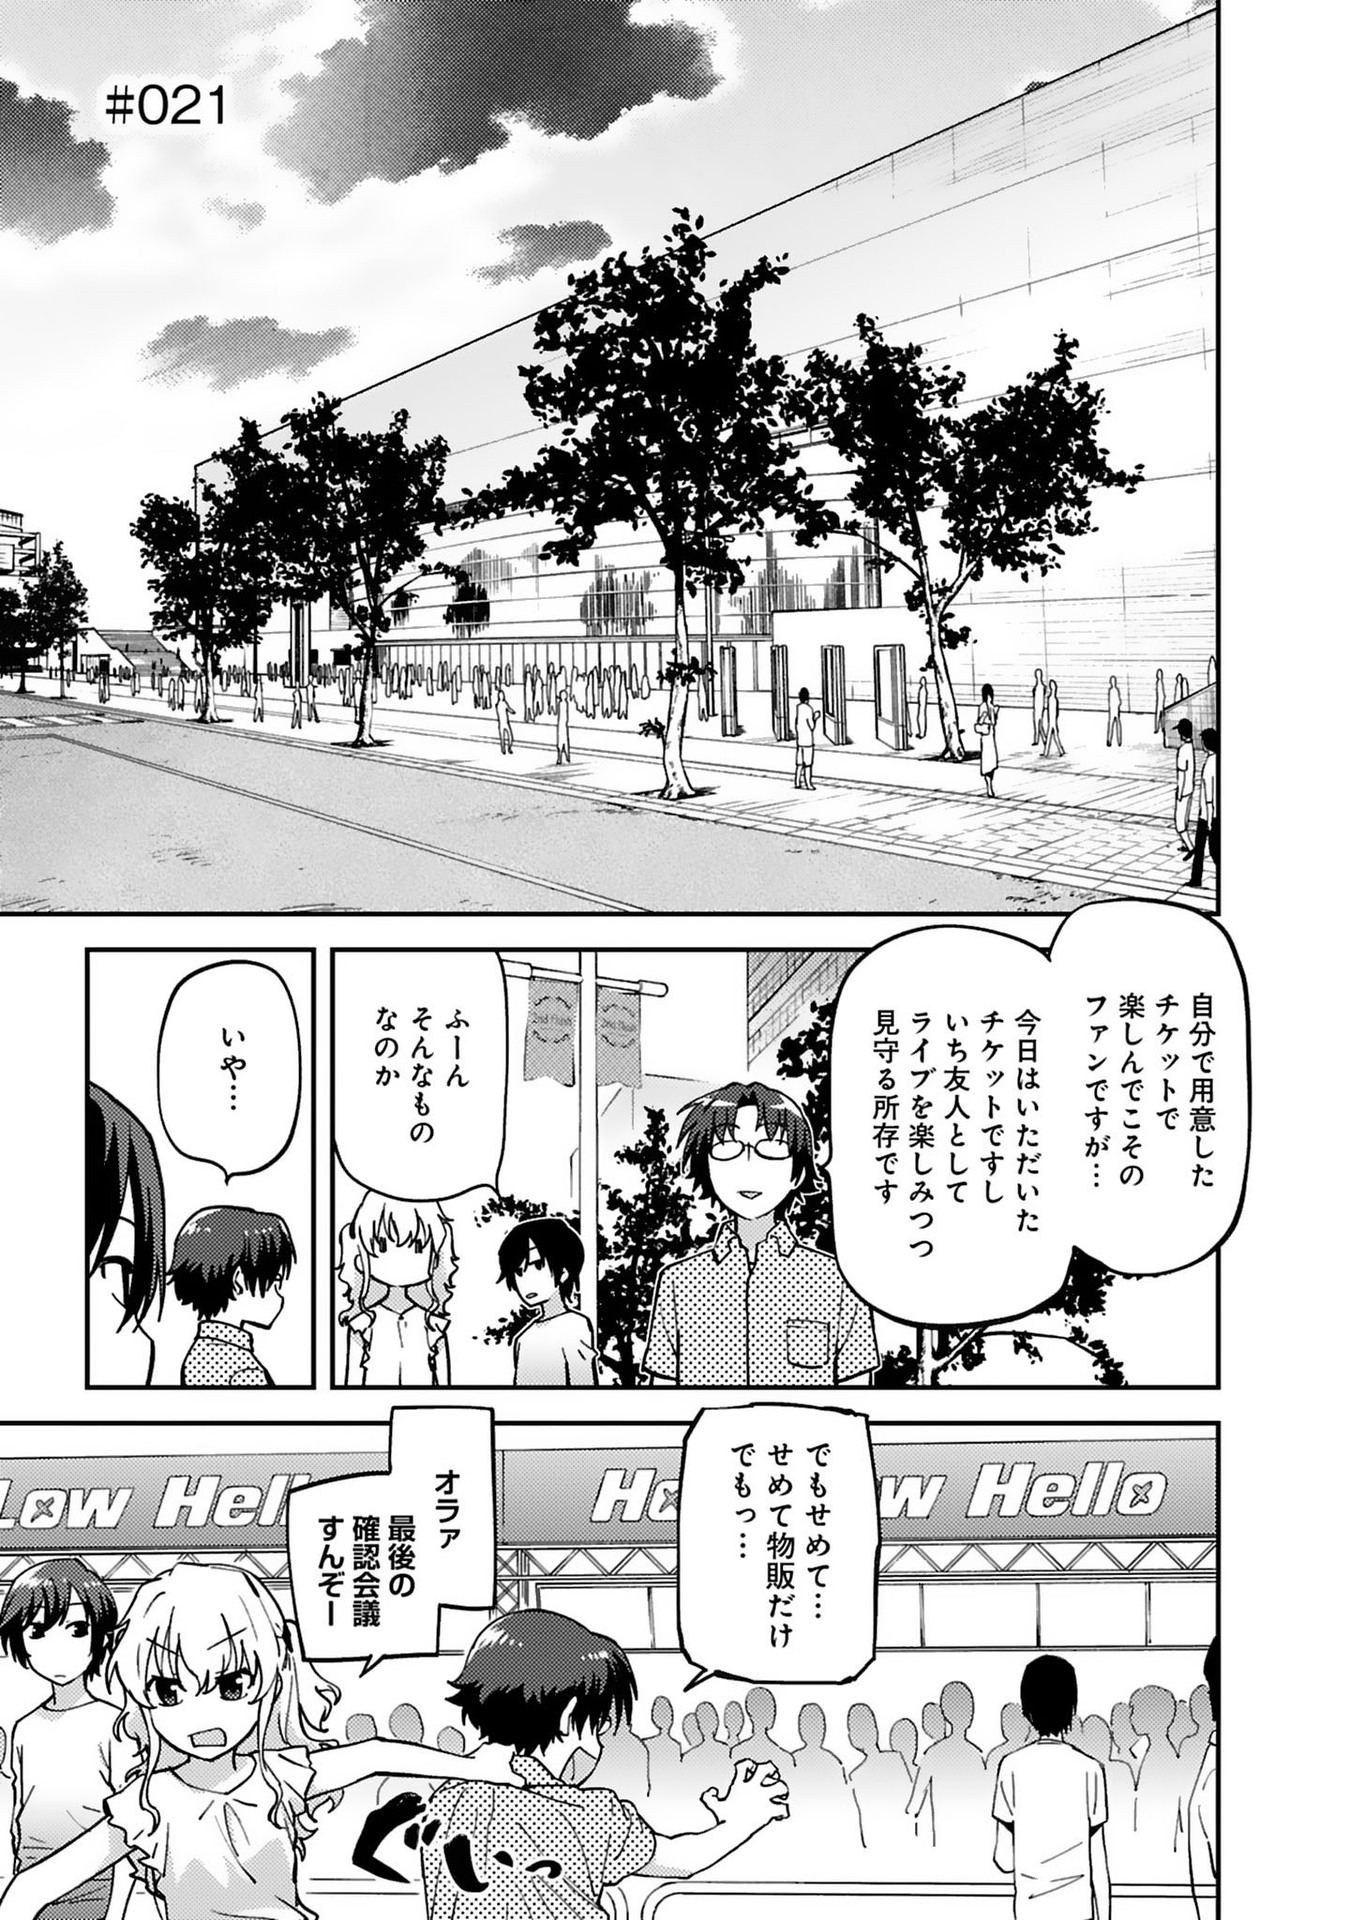 #021
自分で用意した
チケットで
楽しんでこその
ファンですが…
今日はいただいた
チケットですし
いち友人として
ライブを楽しみつつ
見守る所存です
2nd Flush
2nd Flush
ふーん
そんなもの
なのか
いや…
でもせめて…
せめて物販だけ
でもっ…
オラァ
最後の
確認会議
すんぞー
Low Hello
ぐいっ